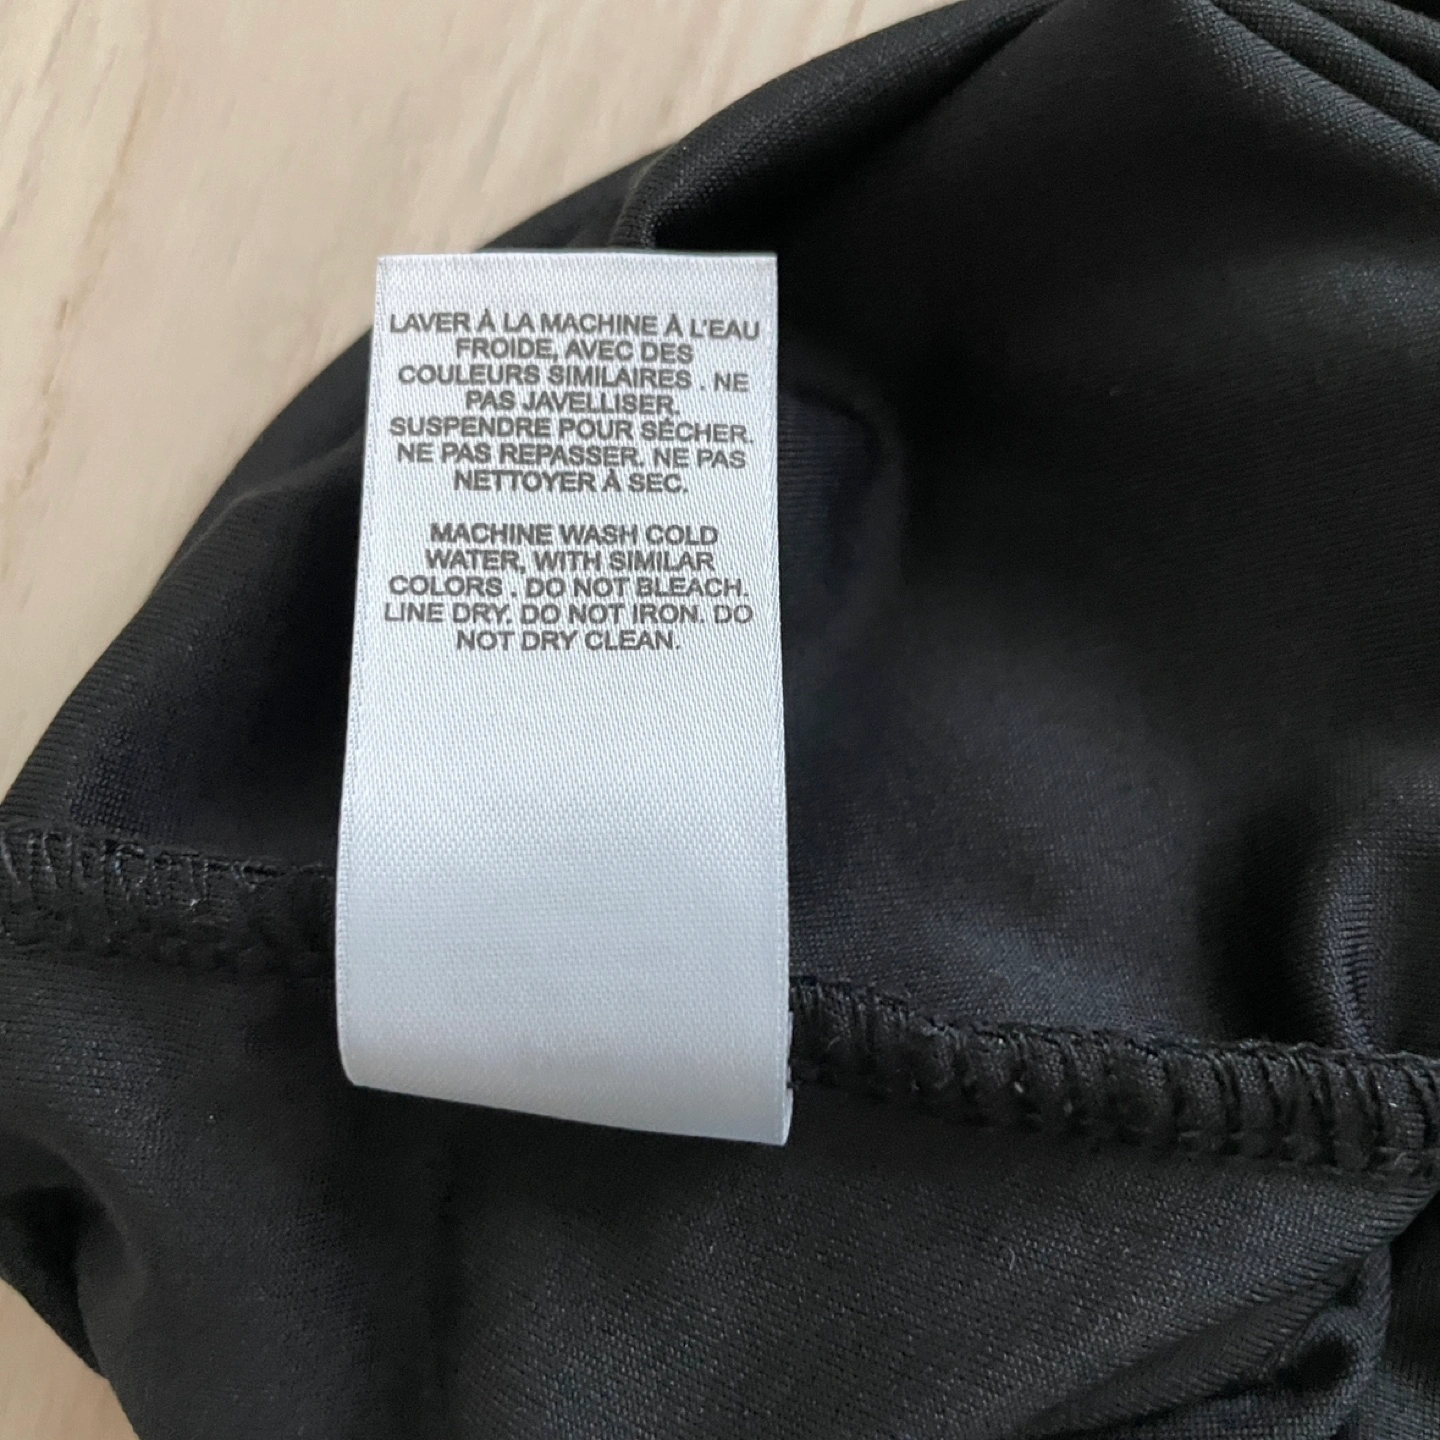 LAVER À LA MACHINE À L'EAU
FROIDE, AVEC DES
COULEURS SIMILAIRES . NE
PAS JAVELLISER.
SUSPENDRE POUR SÉCHER.
NE PAS REPASSER. NE PAS
NETTOYER À SEC.
MACHINE WASH COLD
WATER, WITH SIMILAR
COLORS . DO NOT BLEACH.
LINE DRY. DO NOT IRON. DO
NOT DRY CLEAN.